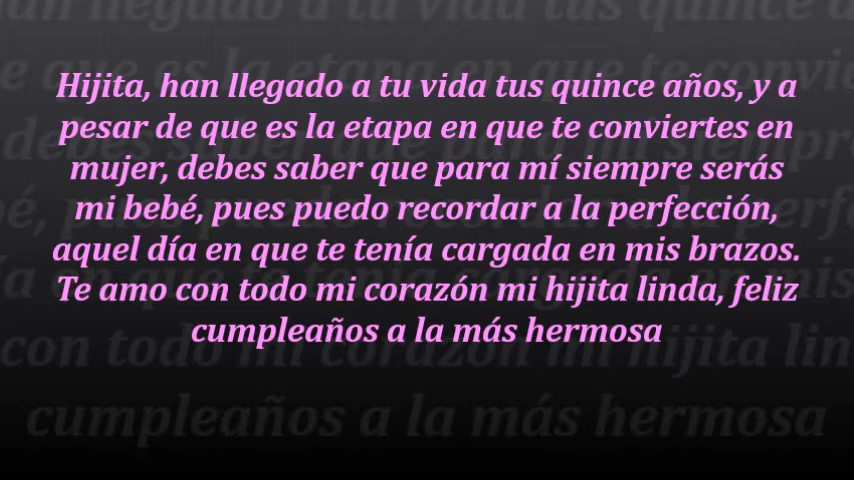 Hijita, han llegado a tu vida tus quince años, y a
pesar de que es la etapa en que te conviertes en
mujer, debes saber que para mí siempre serás
mi bebé, pues puedo recordar a la perfección,
aquel día en que te tenía cargada en mis brazos.
Te amo con todo mi corazón mi hijita linda, feliz
cumpleaños a la más hermosa